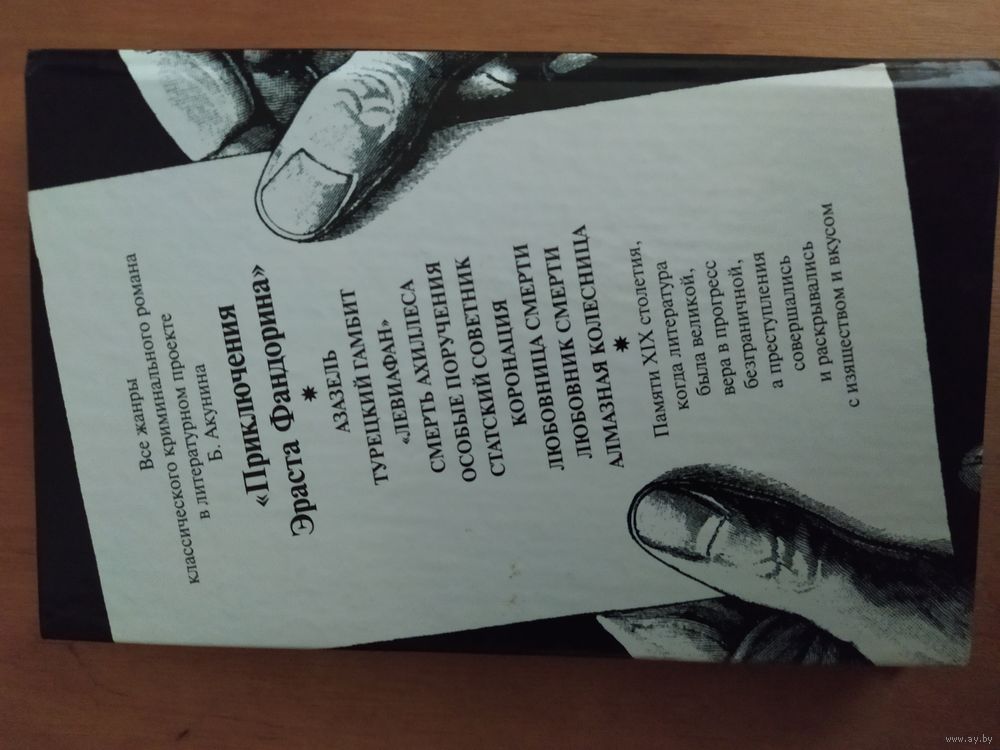 Все жанры
классического криминального романа
в литературном проекте
Б. Акунина
«Приключения
Эраста Фандорина»
АЗАЗЕЛЬ
ТУРЕЦКИЙ ГАМБИТ
«ЛЕВИАФАН»
СМЕРТЬ АХИЛЛЕСА
ОСОБЫЕ ПОРУЧЕНИЯ
СТАТСКИЙ СОВЕТНИК
КОРОНАЦИЯ
ЛЮБОВНИЦА СМЕРТИ
ЛЮБОВНИК СМЕРТИ
АЛМАЗНАЯ КОЛЕСНИЦА
Памяти XIX столетия,
когда литература
была великой,
вера в прогресс
безграничной,
а преступления
совершались
и раскрывались
с изяществом и вкусом
www.ay.by